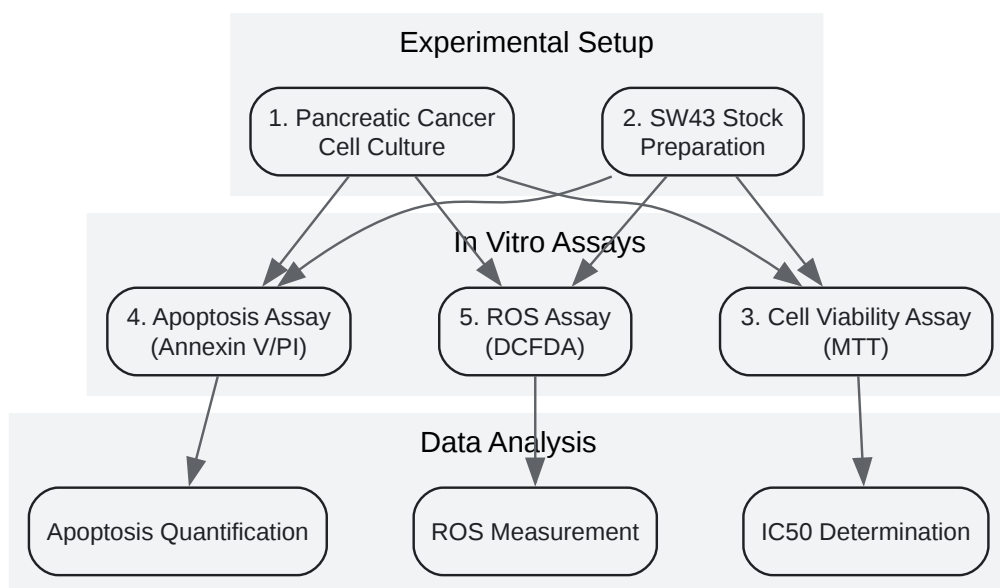 Experimental Setup
1. Pancreatic Cancer
Cell Culture
2. SW43 Stock
Preparation
In Vitro Assays
4. Apoptosis Assay
(Annexin V/PI)
5. ROS Assay
(DCFDA)
3. Cell Viability Assay
(MTT)
Data Analysis
Apoptosis Quantification
ROS Measurement
IC50 Determination